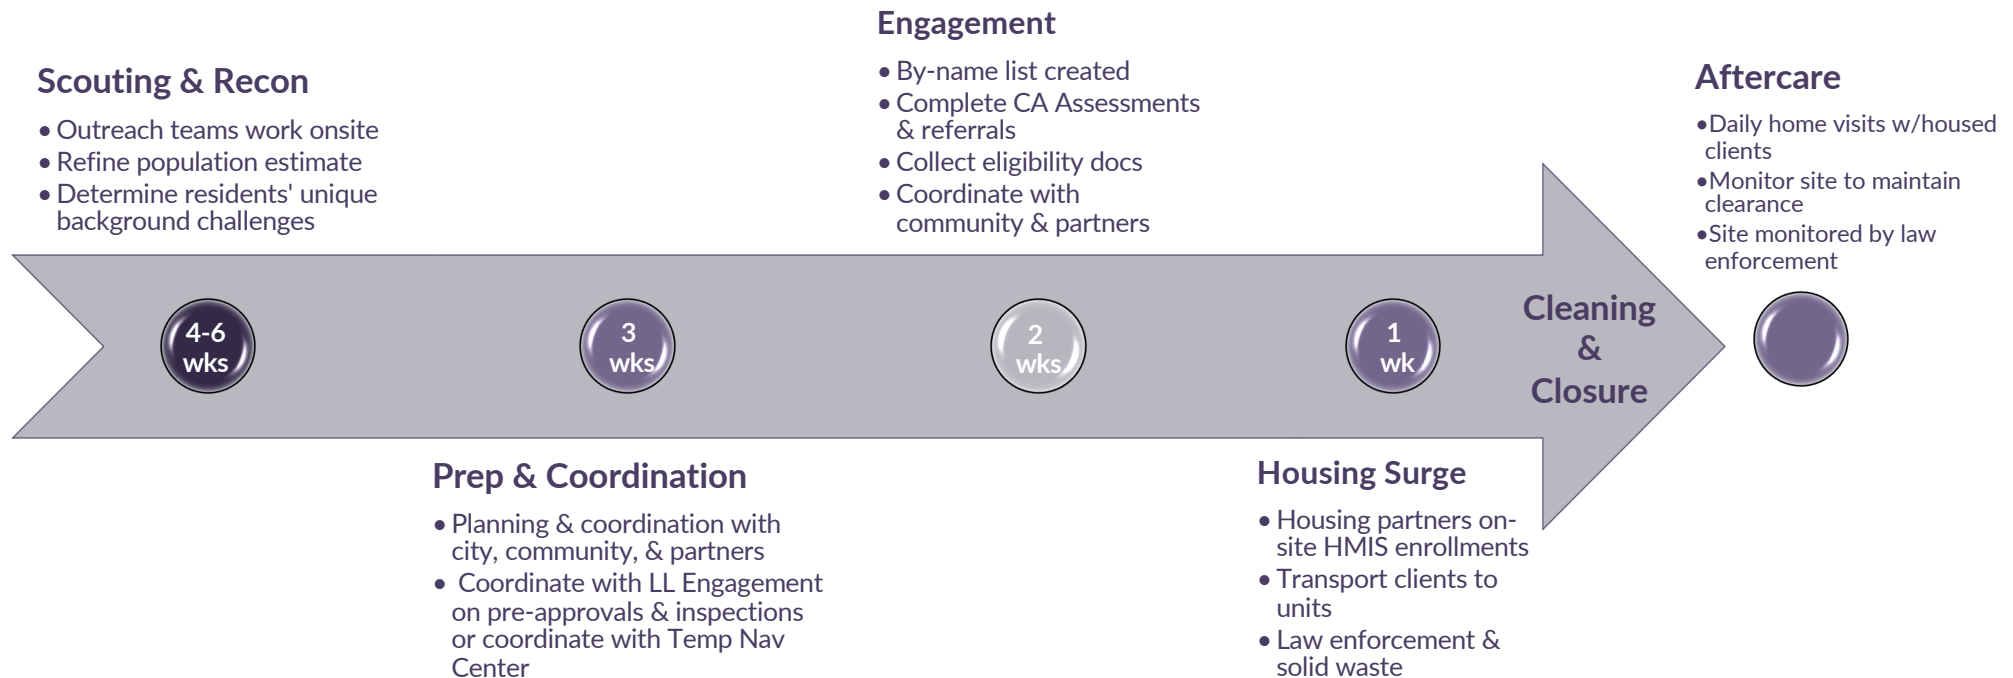 Scouting & Recon
• Outreach teams work onsite
• Refine population estimate
• Determine residents' unique
background challenges
4-6
wks
Prep & Coordination
• Planning & coordination with
city, community, & partners
• Coordinate with LL Engagement
on pre-approvals & inspections
or coordinate with Temp Nav
Center
3
wks
Engagement
• By-name list created
• Complete CA Assessments
& referrals
• Collect eligibility docs
• Coordinate with
community & partners
2
wks
Housing Surge
• Housing partners on-
site HMIS enrollments
• Transport clients to
units
• Law enforcement &
solid waste
1
wk
Cleaning
&
Closure
Aftercare
•Daily home visits w/housed
clients
•Monitor site to maintain
clearance
•Site monitored by law
enforcement